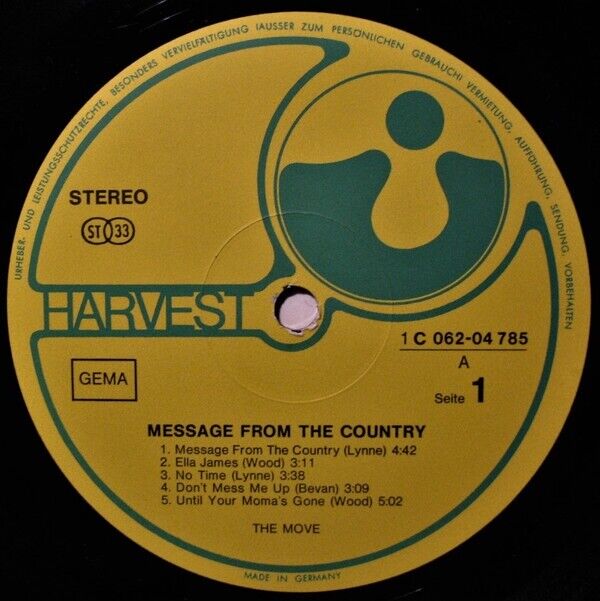 URHEBER- UND LEISTUNGSSCHUTZRECHTE, BESONDERS VERVIELFÄLTIGUNG (AUSSER ZUM PERSÖNLICHEN GEBRAUCH) VERMIETUNG, AUFFÜHRUNG, SENDUNG, VORBEHALTEN
STEREO
ST 33
HARVEST
1 C 062-04 785
A
Seite 1
GEMA
MESSAGE FROM THE COUNTRY
1. Message From The Country (Lynne) 4:42
2. Ella James (Wood) 3:11
3. No Time (Lynne) 3:38
4. Don't Mess Me Up (Bevan) 3:09
5. Until Your Moma's Gone (Wood) 5:02
THE MOVE
MADE IN GERMANY